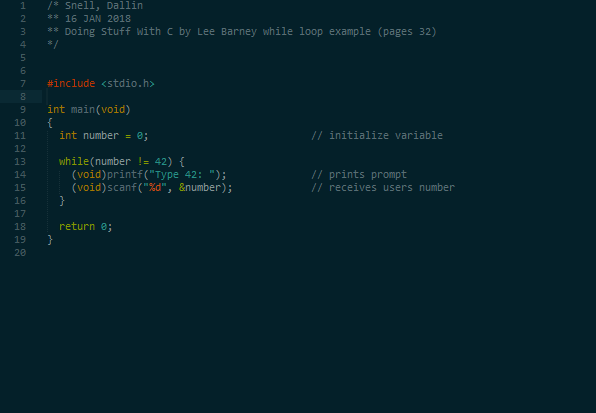 1 /* Snell, Dallin
2 ** 16 JAN 2018
3 ** Doing Stuff With C by Lee Barney while loop example (pages 32)
4 */
5
6
7 #include <stdio.h>
8
9 int main(void)
10 {
11   int number = 0;                           // initialize variable
12
13   while(number != 42) {
14     (void)printf("Type 42: ");              // prints prompt
15     (void)scanf("%d", &number);             // receives users number
16   }
17
18   return 0;
19 }
20